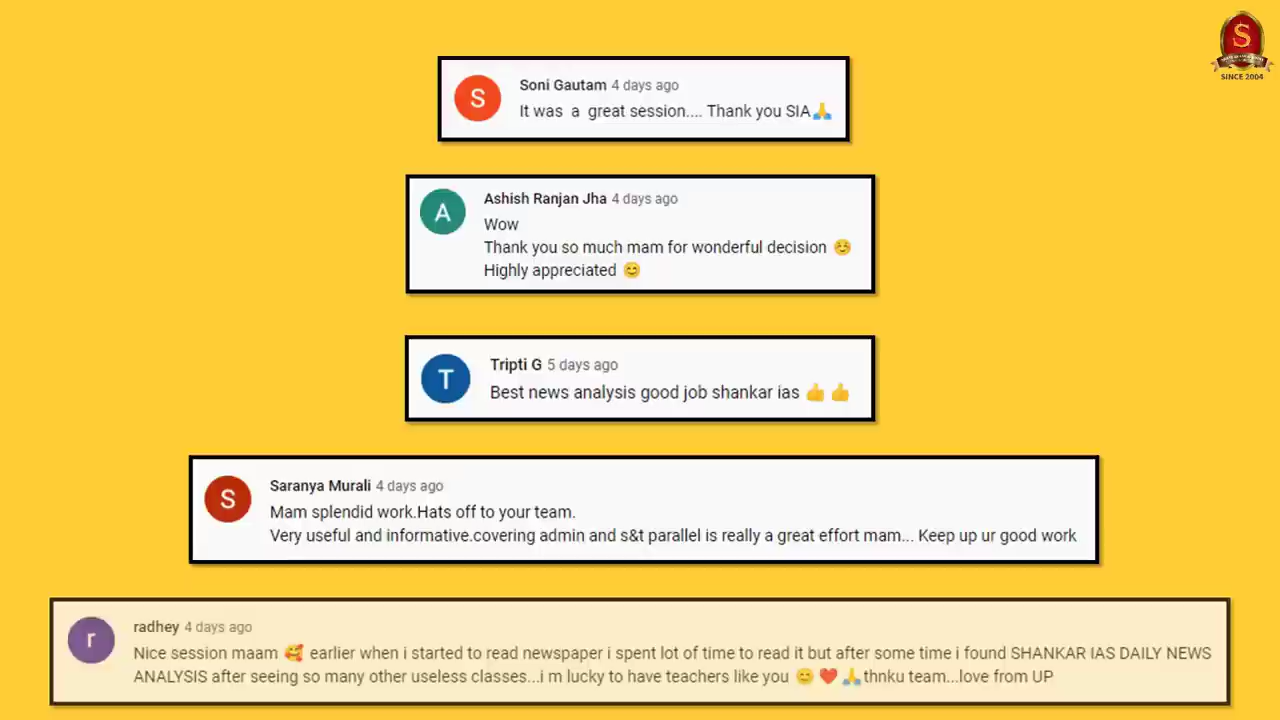 S
SINCE 2004
S
Soni Gautam 4 days ago
It was a great session.... Thank you SIA🙏
A
Ashish Ranjan Jha 4 days ago
Wow
Thank you so much mam for wonderful decision ☺️
Highly appreciated 😊
T
Tripti G 5 days ago
Best news analysis good job shankar ias 👍 👍
S
Saranya Murali 4 days ago
Mam splendid work.Hats off to your team.
Very useful and informative.covering admin and s&t parallel is really a great effort mam... Keep up ur good work
r
radhey 4 days ago
Nice session maam 🥰 earlier when i started to read newspaper i spent lot of time to read it but after some time i found SHANKAR IAS DAILY NEWS
ANALYSIS after seeing so many other useless classes...i m lucky to have teachers like you 😊 ❤️ 🙏thnku team...love from UP